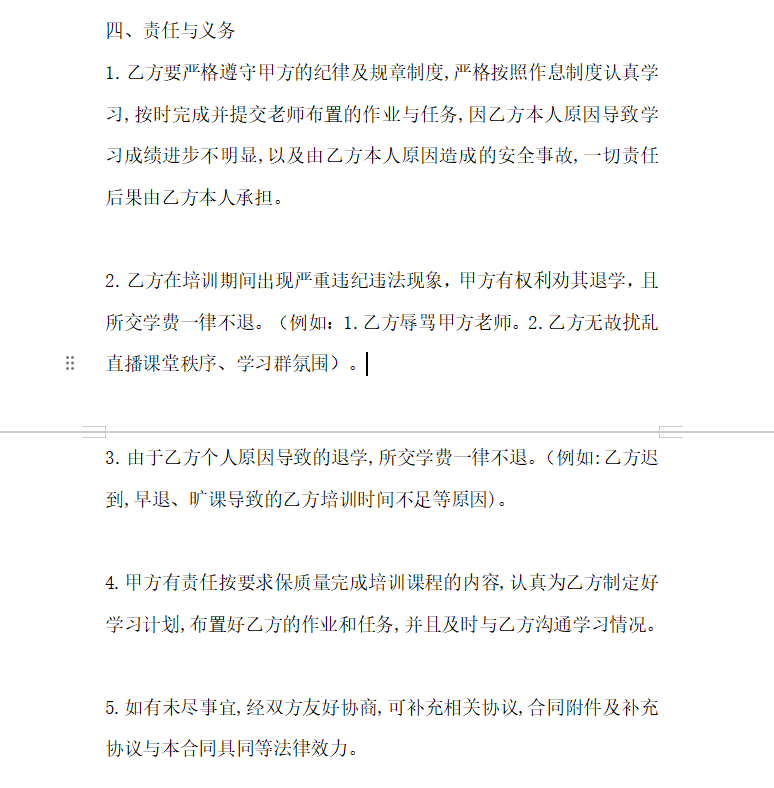 四、责任与义务
1. 乙方要严格遵守甲方的纪律及规章制度,严格按照作息制度认真学
习,按时完成并提交老师布置的作业与任务,因乙方本人原因导致学
习成绩进步不明显,以及由乙方本人原因造成的安全事故,一切责任
后果由乙方本人承担。
2. 乙方在培训期间出现严重违纪违法现象，甲方有权利劝其退学，且
所交学费一律不退。（例如：1.乙方辱骂甲方老师。2.乙方无故扰乱
直播课堂秩序、学习群氛围）。
3. 由于乙方个人原因导致的退学,所交学费一律不退。（例如:乙方迟
到,早退、旷课导致的乙方培训时间不足等原因)。
4. 甲方有责任按要求保质量完成培训课程的内容,认真为乙方制定好
学习计划,布置好乙方的作业和任务,并且及时与乙方沟通学习情况。
5. 如有未尽事宜,经双方友好协商,可补充相关协议,合同附件及补充
协议与本合同具同等法律效力。